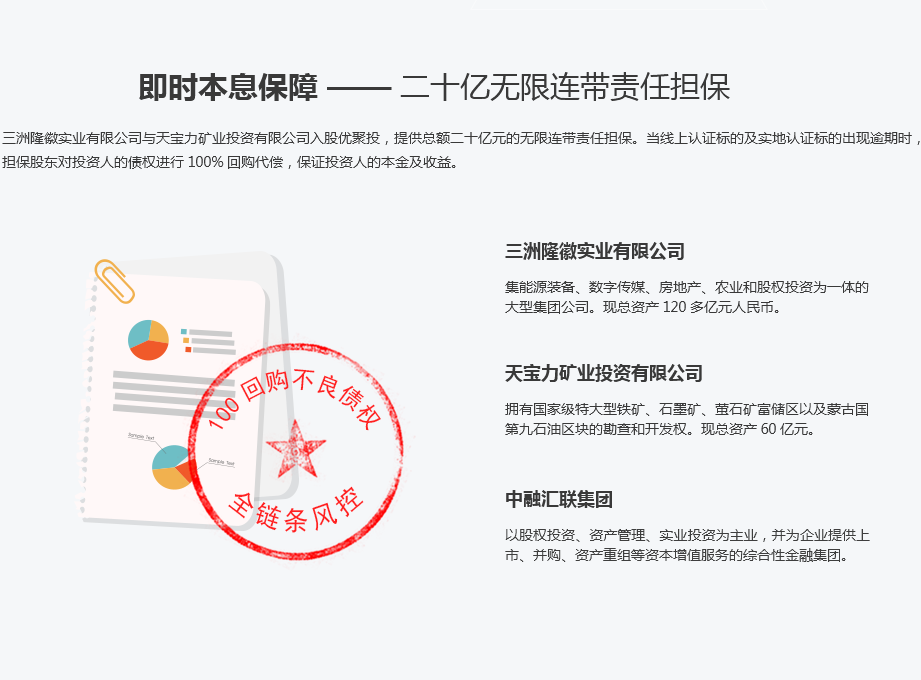 即时本息保障 —— 二十亿无限连带责任担保
三洲隆徽实业有限公司与天宝力矿业投资有限公司入股优聚投，提供总额二十亿元的无限连带责任担保。当线上认证标的及实地认证标的出现逾期时，
担保股东对投资人的债权进行 100% 回购代偿，保证投资人的本金及收益。
三洲隆徽实业有限公司
集能源装备、数字传媒、房地产、农业和股权投资为一体的
大型集团公司。现总资产 120 多亿元人民币。
天宝力矿业投资有限公司
拥有国家级特大型铁矿、石墨矿、萤石矿富储区以及蒙古国
第九石油区块的勘查和开发权。现总资产 60 亿元。
中融汇联集团
以股权投资、资产管理、实业投资为主业，并为企业提供上
市、并购、资产重组等资本增值服务的综合性金融集团。
100 回购不良债权
全链条风控
Sample text
Sample text